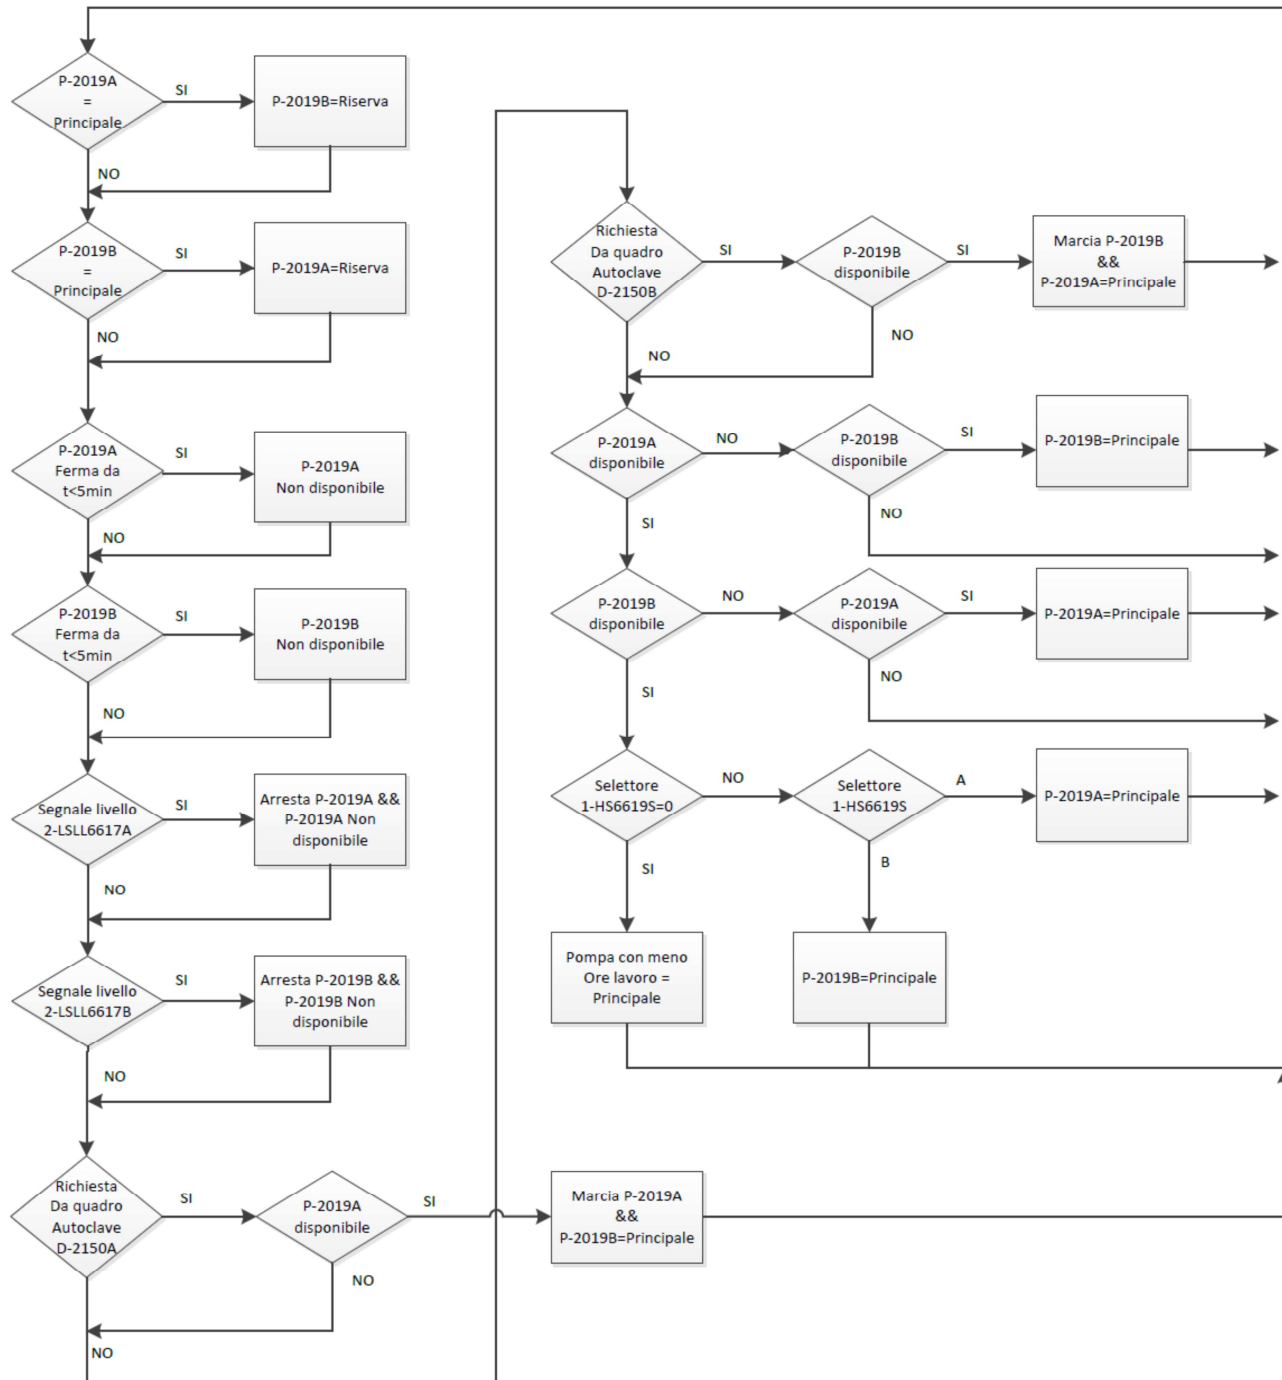 P-2019A
=
Principale
SI
P-2019B=Riserva
NO
P-2019B
=
Principale
SI
P-2019A=Riserva
NO
P-2019A
Ferma da
t<5min
SI
P-2019A
Non disponibile
NO
P-2019B
Ferma da
t<5min
SI
P-2019B
Non disponibile
NO
Segnale livello
2-LSLL6617A
SI
Arresta P-2019A &&
P-2019A Non
disponibile
NO
Segnale livello
2-LSLL6617B
SI
Arresta P-2019B &&
P-2019B Non
disponibile
NO
Richiesta
Da quadro
Autoclave
D-2150A
SI
P-2019A
disponibile
SI
Marcia P-2019A
&&
P-2019B=Principale
NO
NO
Richiesta
Da quadro
Autoclave
D-2150B
SI
P-2019B
disponibile
SI
Marcia P-2019B
&&
P-2019A=Principale
NO
NO
P-2019A
disponibile
NO
P-2019B
disponibile
SI
P-2019B=Principale
NO
SI
P-2019B
disponibile
NO
P-2019A
disponibile
SI
P-2019A=Principale
NO
SI
Selettore
1-HS6619S=0
NO
Selettore
1-HS6619S
A
P-2019A=Principale
SI
B
Pompa con meno
Ore lavoro =
Principale
P-2019B=Principale